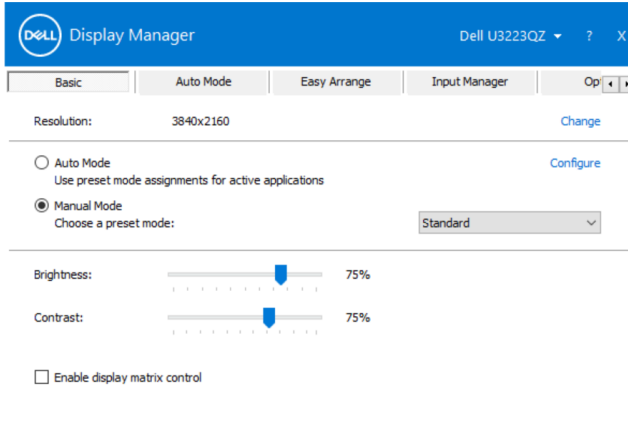 DELL Display Manager Dell U3223QZ ? X
Basic Auto Mode Easy Arrange Input Manager Op
Resolution: 3840x2160 Change
Auto Mode Configure
Use preset mode assignments for active applications
Manual Mode
Choose a preset mode: Standard
Brightness: 75%
Contrast: 75%
Enable display matrix control